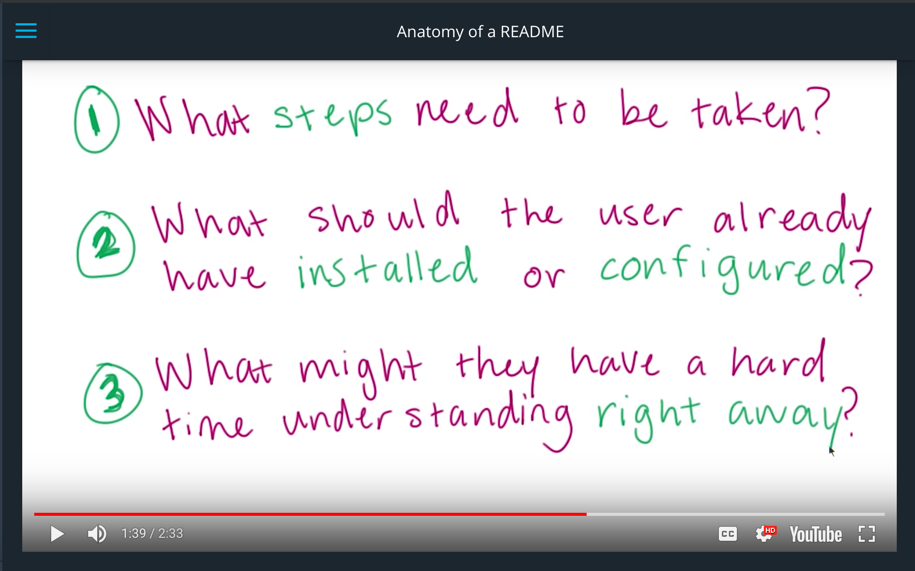 Anatomy of a README
1 What steps need to be taken?
2 What should the user already
have installed or configured?
3 What might they have a hard
time understanding right away?
1:39 / 2:33
CC
HD
YouTube